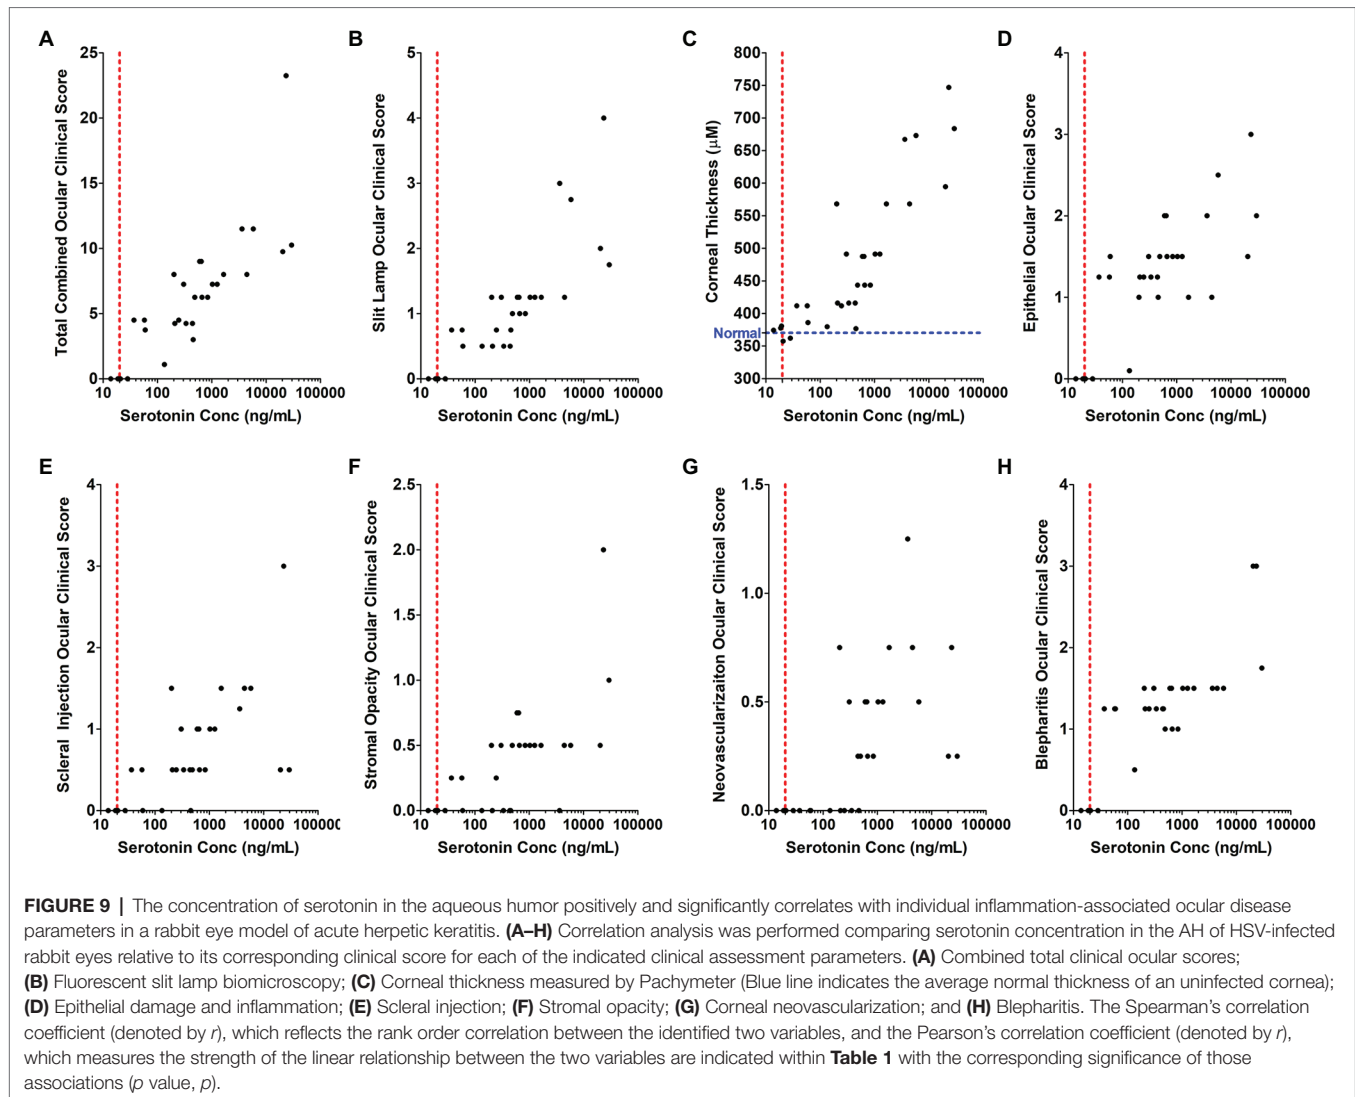 A
25
20
15
10
5
0
10
100
1000
10000
100000
Total Combined Ocular Clinical Score
Serotonin Conc (ng/mL)
B
5
4
3
2
1
0
10
100
1000
10000
100000
Slit Lamp Ocular Clinical Score
Serotonin Conc (ng/mL)
C
800
750
700
650
600
550
500
450
400
350
300
Normal
10
100
1000
10000
100000
Corneal Thickness (µM)
Serotonin Conc (ng/mL)
D
4
3
2
1
0
10
100
1000
10000
100000
Epithelial Ocular Clinical Score
Serotonin Conc (ng/mL)
E
4
3
2
1
0
10
100
1000
10000
100000
Scleral Injection Ocular Clinical Score
Serotonin Conc (ng/mL)
F
2.5
2.0
1.5
1.0
0.5
0.0
10
100
1000
10000
100000
Stromal Opacity Ocular Clinical Score
Serotonin Conc (ng/mL)
G
1.5
1.0
0.5
0.0
10
100
1000
10000
100000
Neovascularizaiton Ocular Clinical Score
Serotonin Conc (ng/mL)
H
4
3
2
1
0
10
100
1000
10000
100000
Blepharitis Ocular Clinical Score
Serotonin Conc (ng/mL)
FIGURE 9 | The concentration of serotonin in the aqueous humor positively and significantly correlates with individual inflammation-associated ocular disease
parameters in a rabbit eye model of acute herpetic keratitis. (A–H) Correlation analysis was performed comparing serotonin concentration in the AH of HSV-infected
rabbit eyes relative to its corresponding clinical score for each of the indicated clinical assessment parameters. (A) Combined total clinical ocular scores;
(B) Fluorescent slit lamp biomicroscopy; (C) Corneal thickness measured by Pachymeter (Blue line indicates the average normal thickness of an uninfected cornea);
(D) Epithelial damage and inflammation; (E) Scleral injection; (F) Stromal opacity; (G) Corneal neovascularization; and (H) Blepharitis. The Spearman’s correlation
coefficient (denoted by r), which reflects the rank order correlation between the identified two variables, and the Pearson’s correlation coefficient (denoted by r),
which measures the strength of the linear relationship between the two variables are indicated within Table 1 with the corresponding significance of those
associations (p value, p).